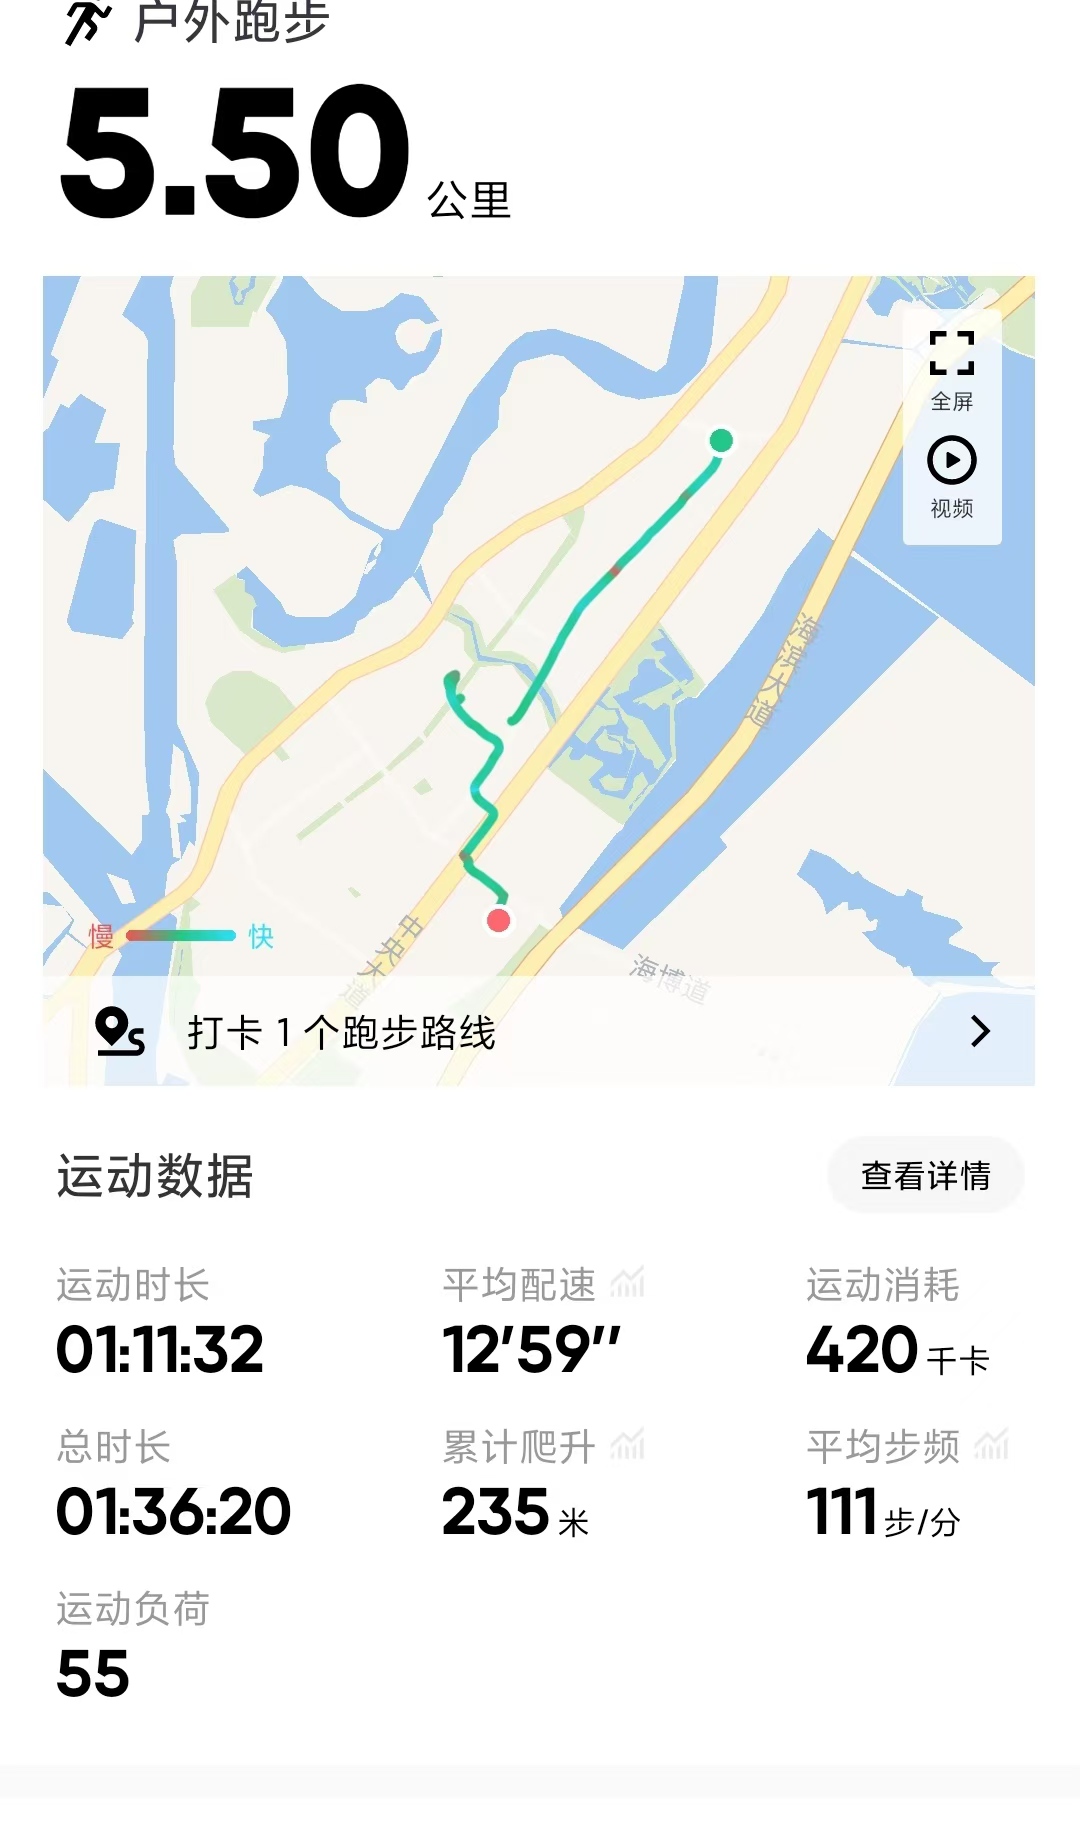 户外跑步
5.50 公里
全屏
视频
海滨大道
慢 快
中央大道
海博道
打卡 1 个跑步路线
运动数据 查看详情
运动时长 平均配速 运动消耗
01:11:32 12'59'' 420 千卡
总时长 累计爬升 平均步频
01:36:20 235 米 111 步/分
运动负荷
55